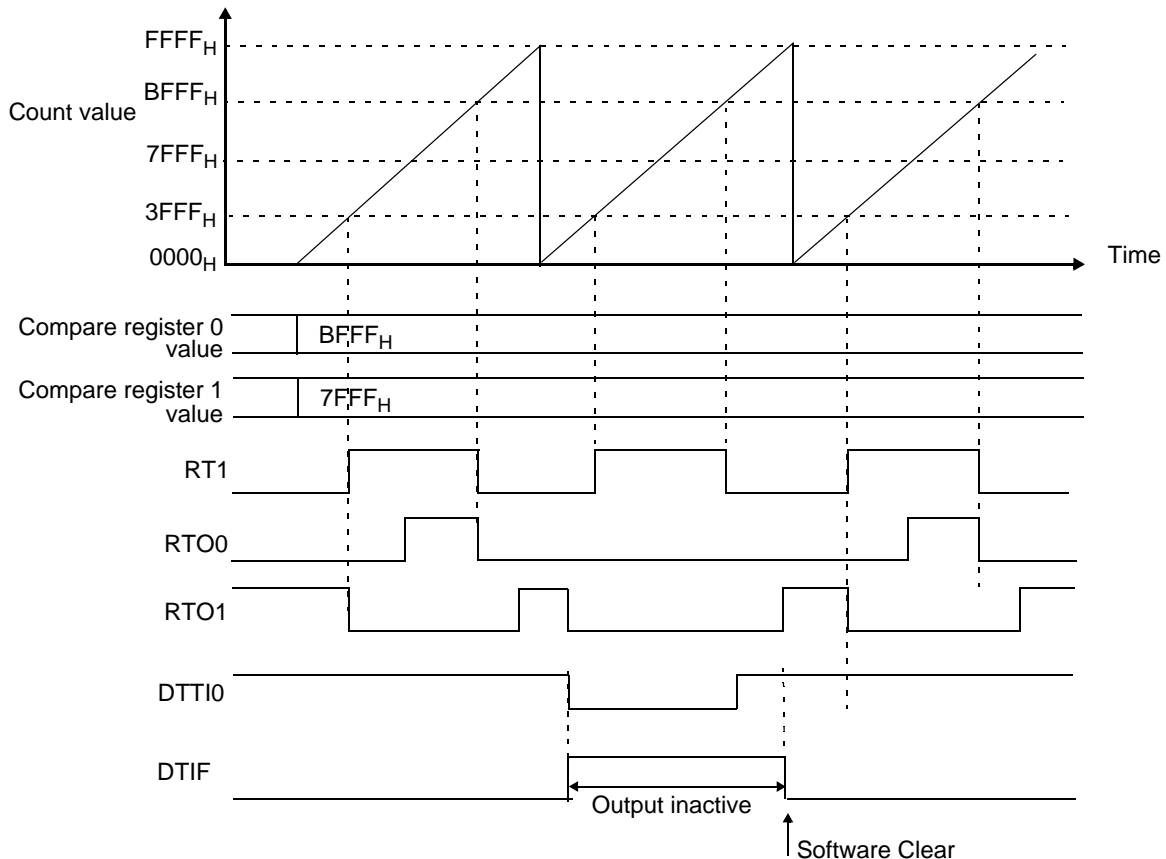 FFFFH
BFFFH
Count value
7FFFH
3FFFH
0000H
Time
Compare register 0
value
BFFFH
Compare register 1
value
7FFFH
RT1
RTO0
RTO1
DTTI0
DTIF
Output inactive
Software Clear